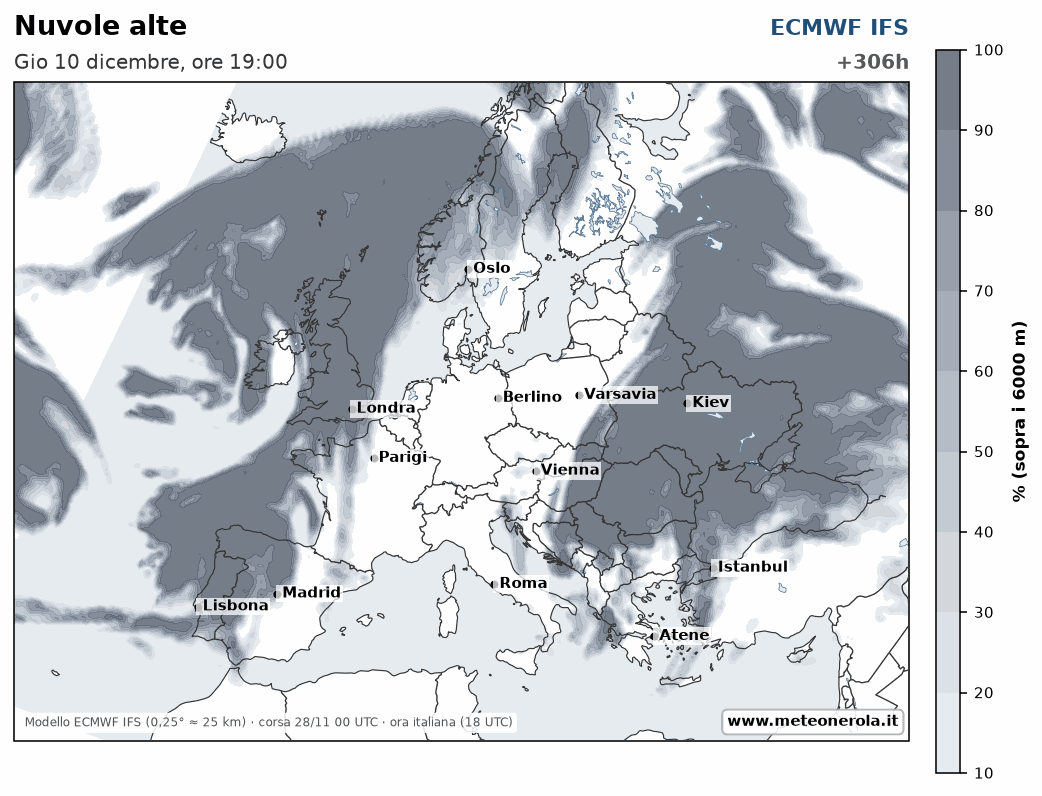 Nuvole alte
ECMWF IFS
Gio 10 dicembre, ore 19:00
+306h
100
90
80
70
60
50
40
30
20
10
% (sopra i 6000 m)
Oslo
Londra
Berlino
Varsavia
Kiev
Parigi
Vienna
Istanbul
Roma
Madrid
Lisbona
Atene
Modello ECMWF IFS (0,25° ≈ 25 km) · corsa 28/11 00 UTC · ora italiana (18 UTC)
www.meteonerola.it